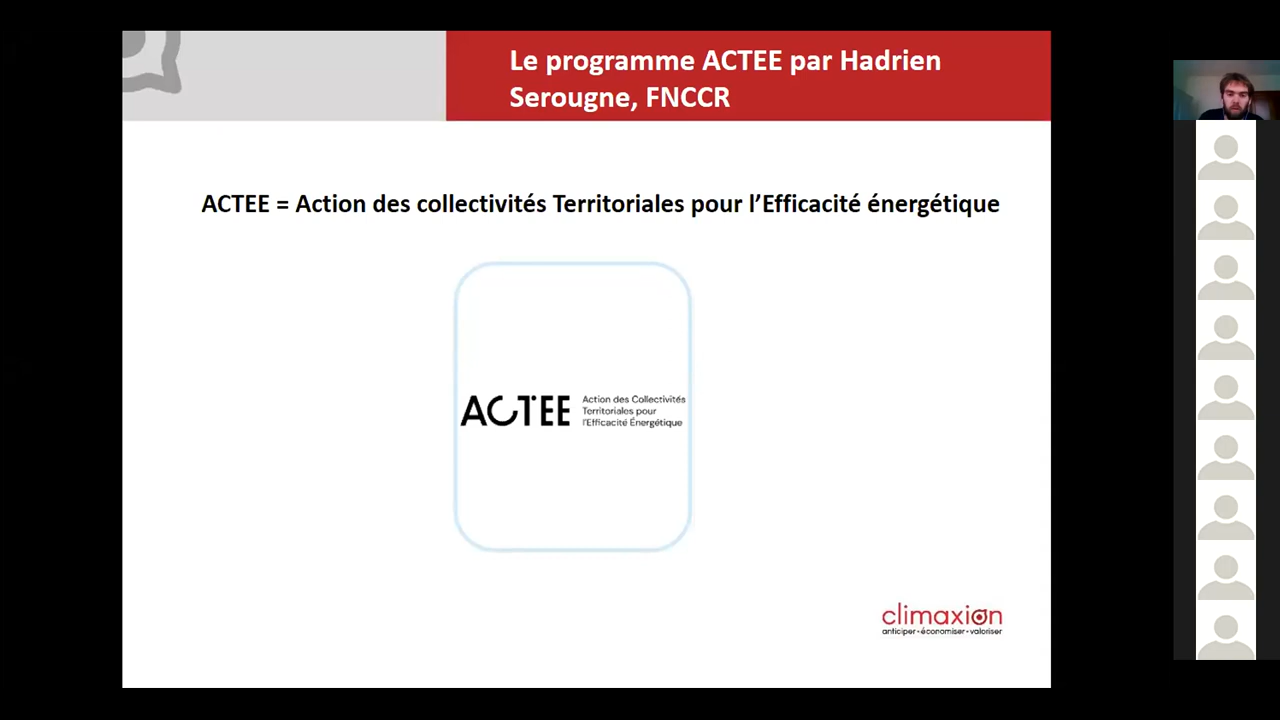 Le programme ACTEE par Hadrien
Serougne, FNCCR
ACTEE = Action des collectivités Territoriales pour l’Efficacité énergétique
ACTEE
Action des Collectivités
Territoriales pour
l’Efficacité Énergétique
climaxion
anticiper • économiser • valoriser